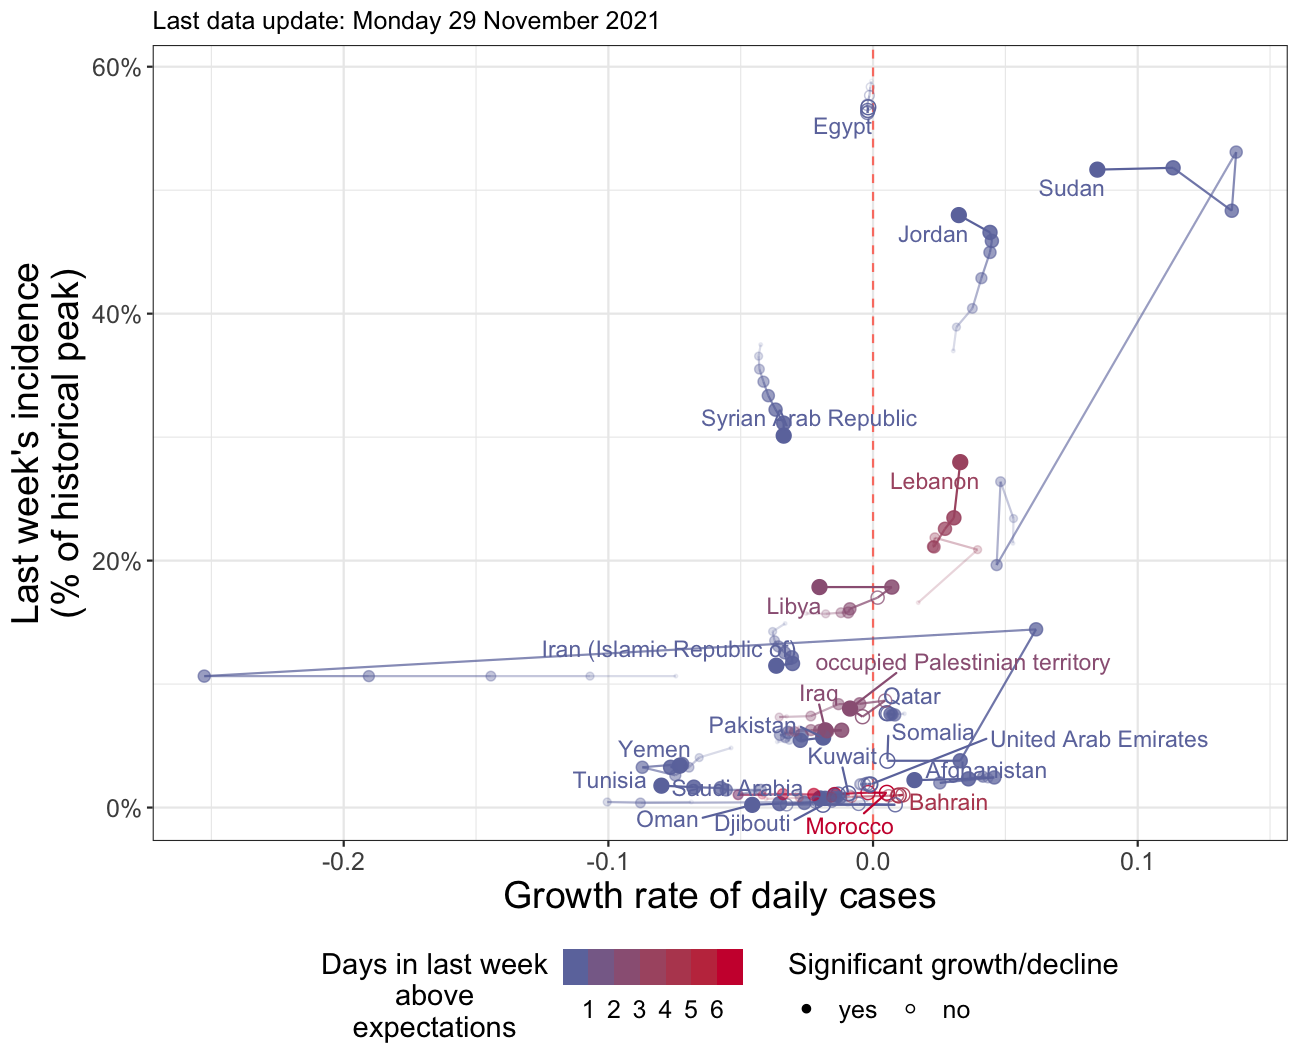 Last data update: Monday 29 November 2021
Last week's incidence
(% of historical peak)
60%
40%
20%
0%
Egypt
Sudan
Jordan
Syrian Arab Republic
Lebanon
Libya
Iran (Islamic Republic of)
occupied Palestinian territory
Iraq
Qatar
Pakistan
Somalia
United Arab Emirates
Yemen
Kuwait
Afghanistan
Tunisia
Saudi Arabia
Bahrain
Oman
Djibouti
Morocco
-0.2
-0.1
0.0
0.1
Growth rate of daily cases
Days in last week
above
expectations
1 2 3 4 5 6
Significant growth/decline
yes
no